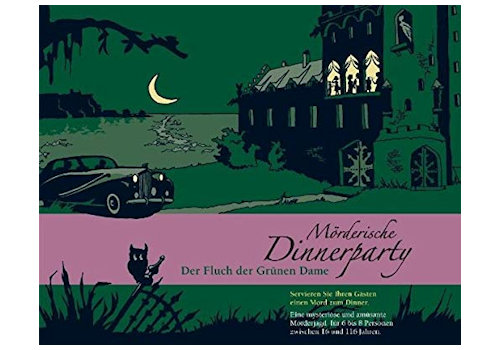 Mörderische
Dinnerparty
Der Fluch der Grünen Dame
Servieren Sie Ihren Gästen
einen Mord zum Dinner.
Eine mysteriöse und amüsante
Mörderjagd für 6 bis 8 Personen
zwischen 16 und 116 Jahren.